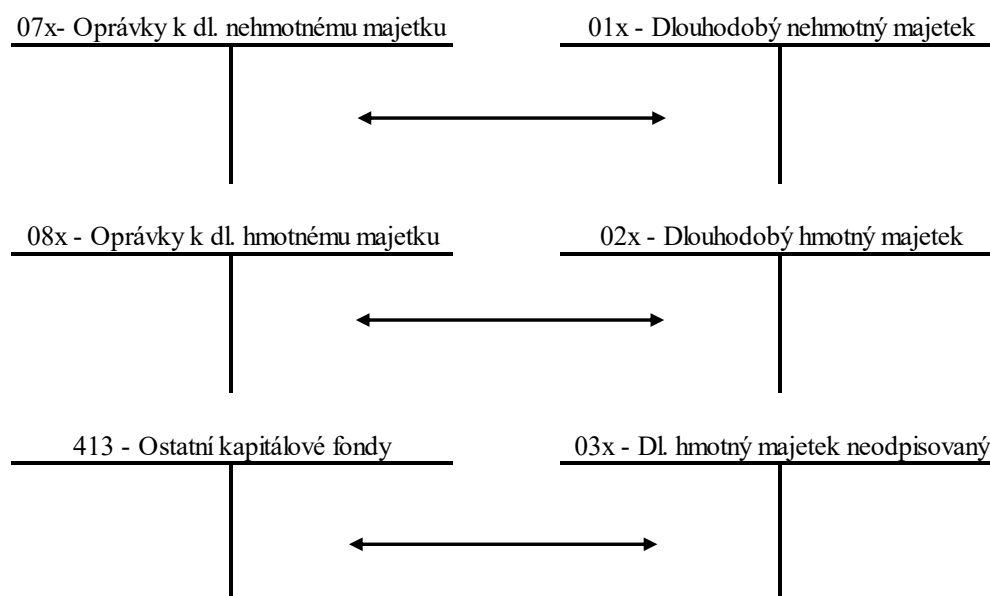 07x- Oprávky k dl. nehmotnému majetku
01x - Dlouhodobý nehmotný majetek
08x - Oprávky k dl. hmotnému majetku
02x - Dlouhodobý hmotný majetek
413 - Ostatní kapitálové fondy
03x - Dl. hmotný majetek neodpisovaný